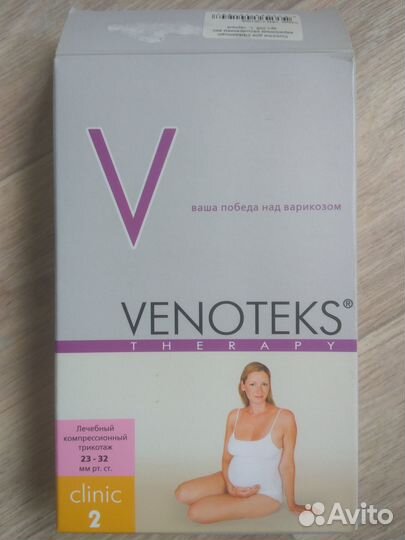 V
ваша победа над варикозом
VENOTEKS®
THERAPY
Лечебный
компрессионный
трикотаж
23 - 32
мм рт. ст.
clinic
2
Avito